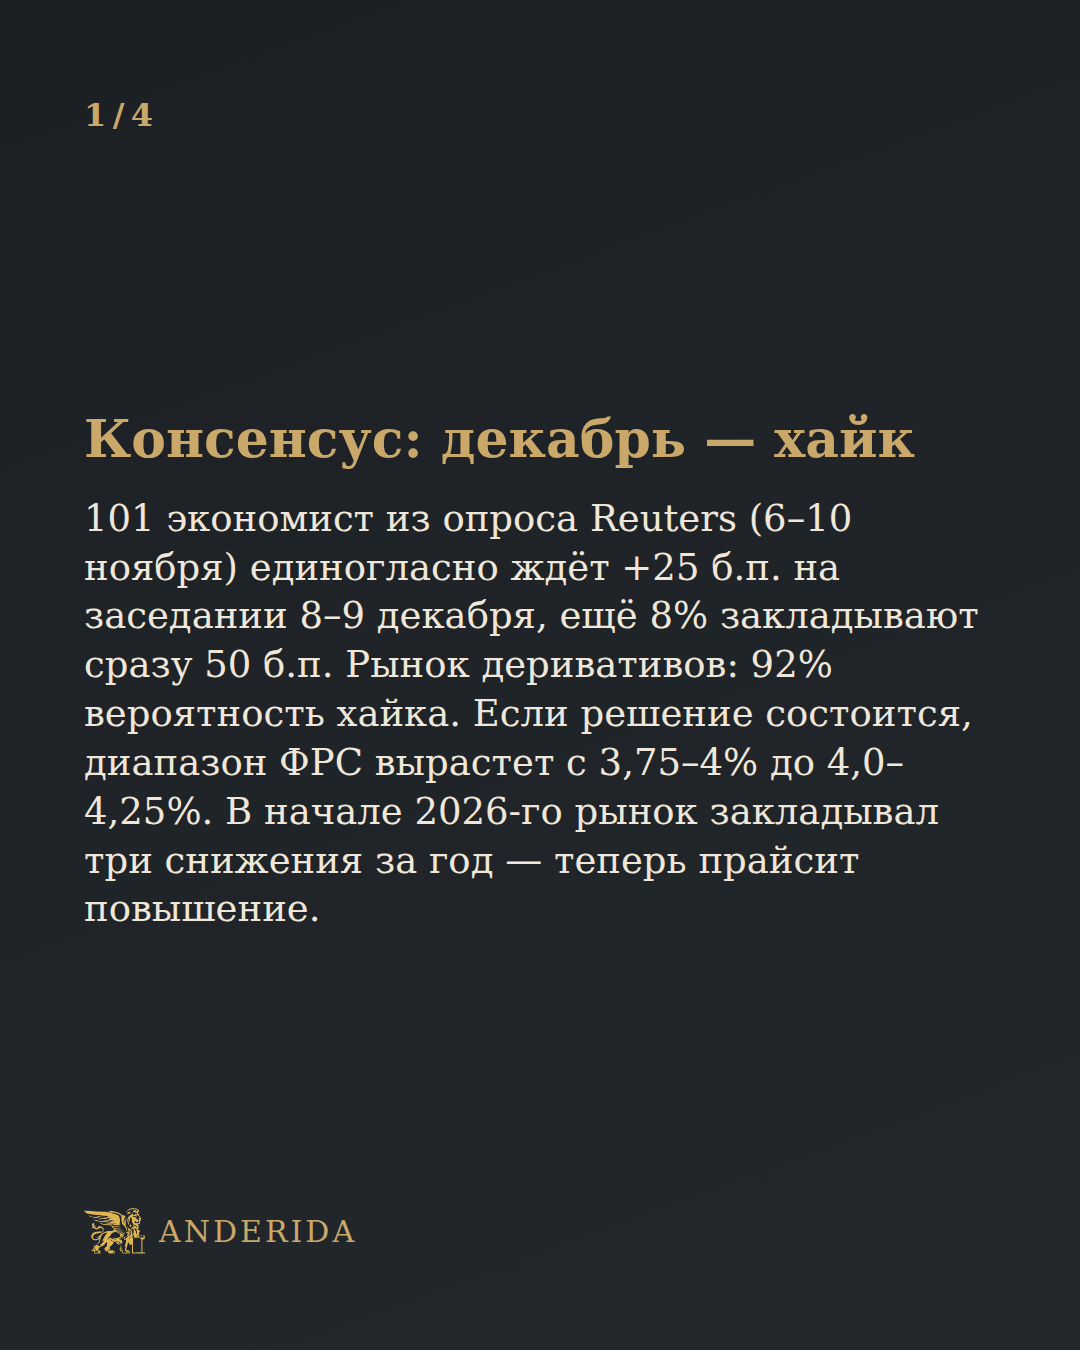 1/4
Консенсус: декабрь — хайк
101 экономист из опроса Reuters (6–10
ноября) единогласно ждёт +25 б.п. на
заседании 8–9 декабря, ещё 8% закладывают
сразу 50 б.п. Рынок деривативов: 92%
вероятность хайка. Если решение состоится,
диапазон ФРС вырастет с 3,75–4% до 4,0–
4,25%. В начале 2026-го рынок закладывал
три снижения за год — теперь прайсит
повышение.
ANDERIDA